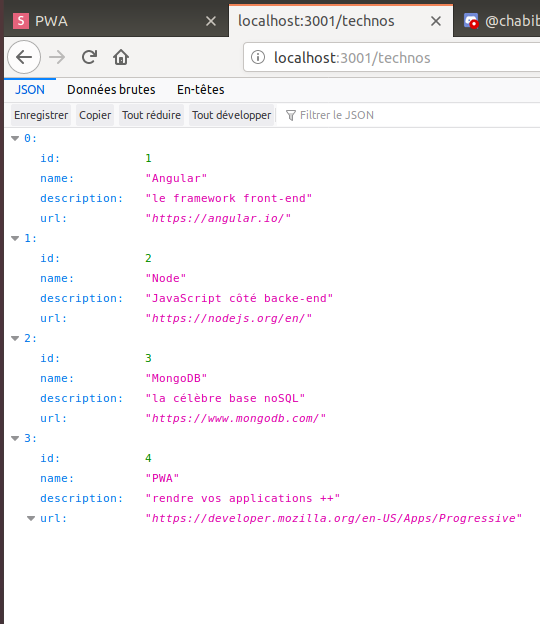 S PWA
localhost:3001/technos
@chabib
localhost:3001/technos
JSON Données brutes En-têtes
Enregistrer Copier Tout réduire Tout développer Filtrer le JSON
0:
id: 1
name: "Angular"
description: "le framework front-end"
url: "https://angular.io/"
1:
id: 2
name: "Node"
description: "JavaScript côté backe-end"
url: "https://nodejs.org/en/"
2:
id: 3
name: "MongoDB"
description: "la célèbre base noSQL"
url: "https://www.mongodb.com/"
3:
id: 4
name: "PWA"
description: "rendre vos applications ++"
url: "https://developer.mozilla.org/en-US/Apps/Progressive"